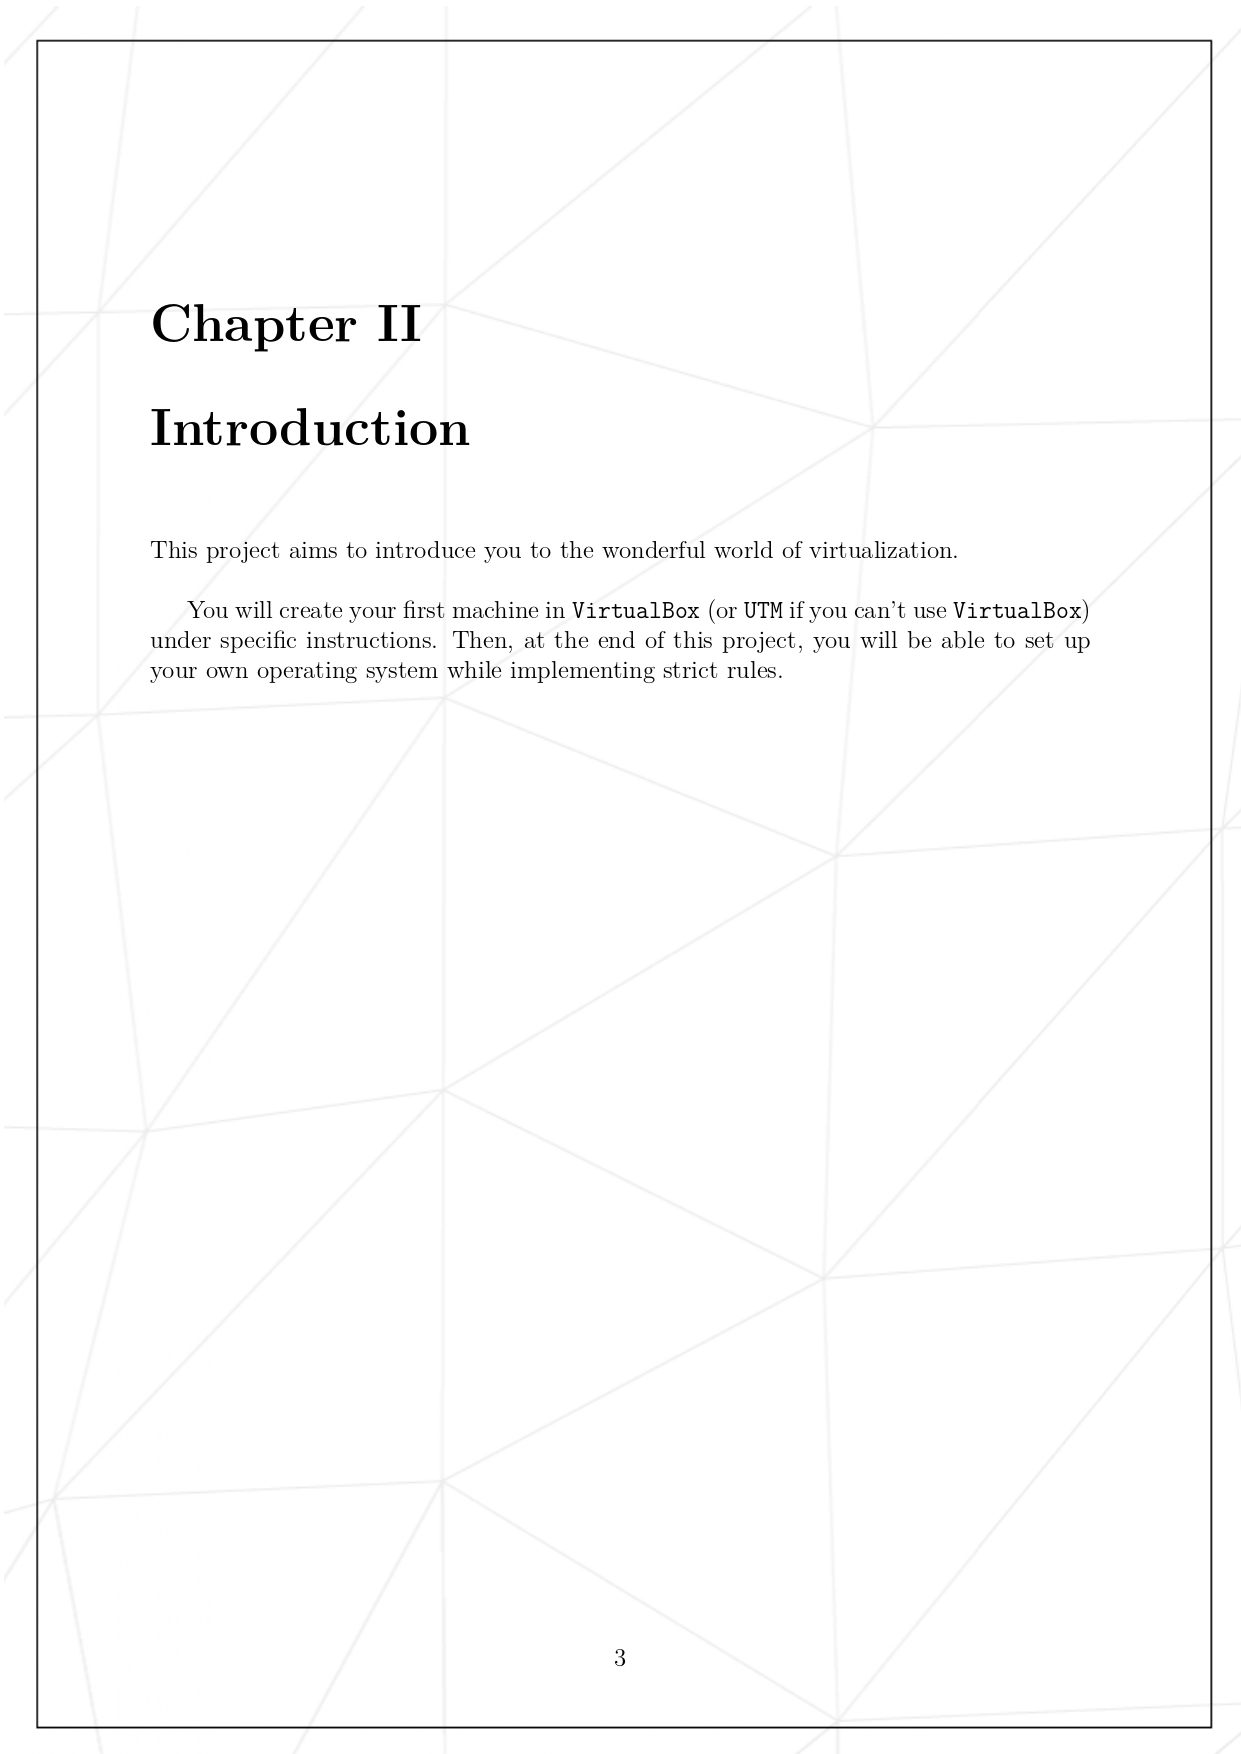 Chapter II
Introduction
This project aims to introduce you to the wonderful world of virtualization.
You will create your first machine in VirtualBox (or UTM if you can't use VirtualBox)
under specific instructions. Then, at the end of this project, you will be able to set up
your own operating system while implementing strict rules.
3